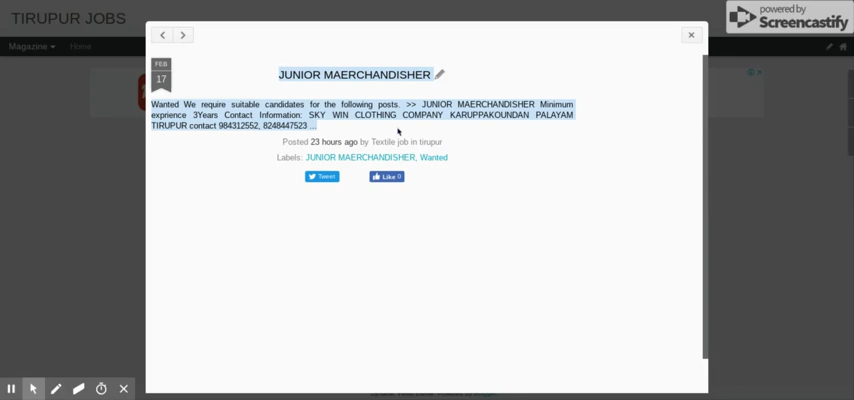 TIRUPUR JOBS
powered by
Screencastify
Magazine
Home
FEB
17
JUNIOR MAERCHANDISHER
Wanted We require suitable candidates for the following posts. >> JUNIOR MAERCHANDISHER Minimum
exprience 3Years Contact Information: SKY WIN CLOTHING COMPANY KARUPPAKOUNDAN PALAYAM
TIRUPUR contact 984312552, 8248447523 ...
Posted 23 hours ago by Textile job in tirupur
Labels: JUNIOR MAERCHANDISHER, Wanted
Tweet
Like 0